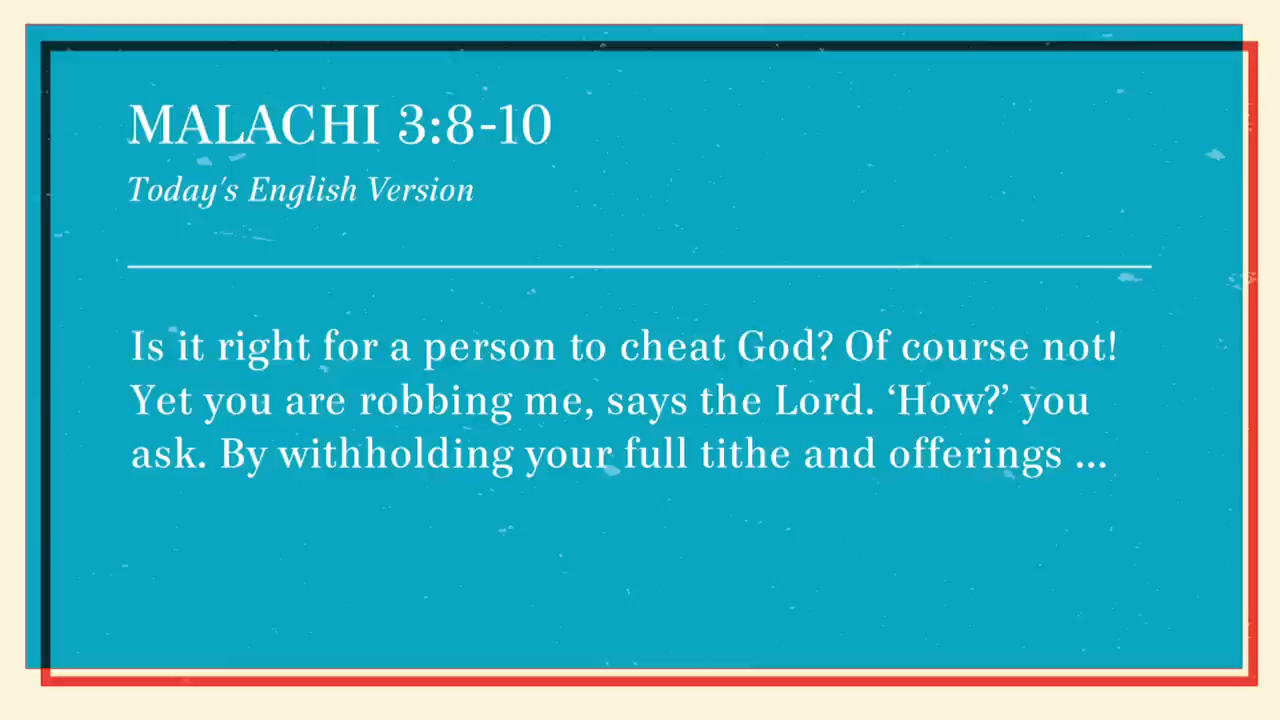 MALACHI 3:8-10
Today's English Version
Is it right for a person to cheat God? Of course not!
Yet you are robbing me, says the Lord. ‘How?’ you
ask. By withholding your full tithe and offerings ...